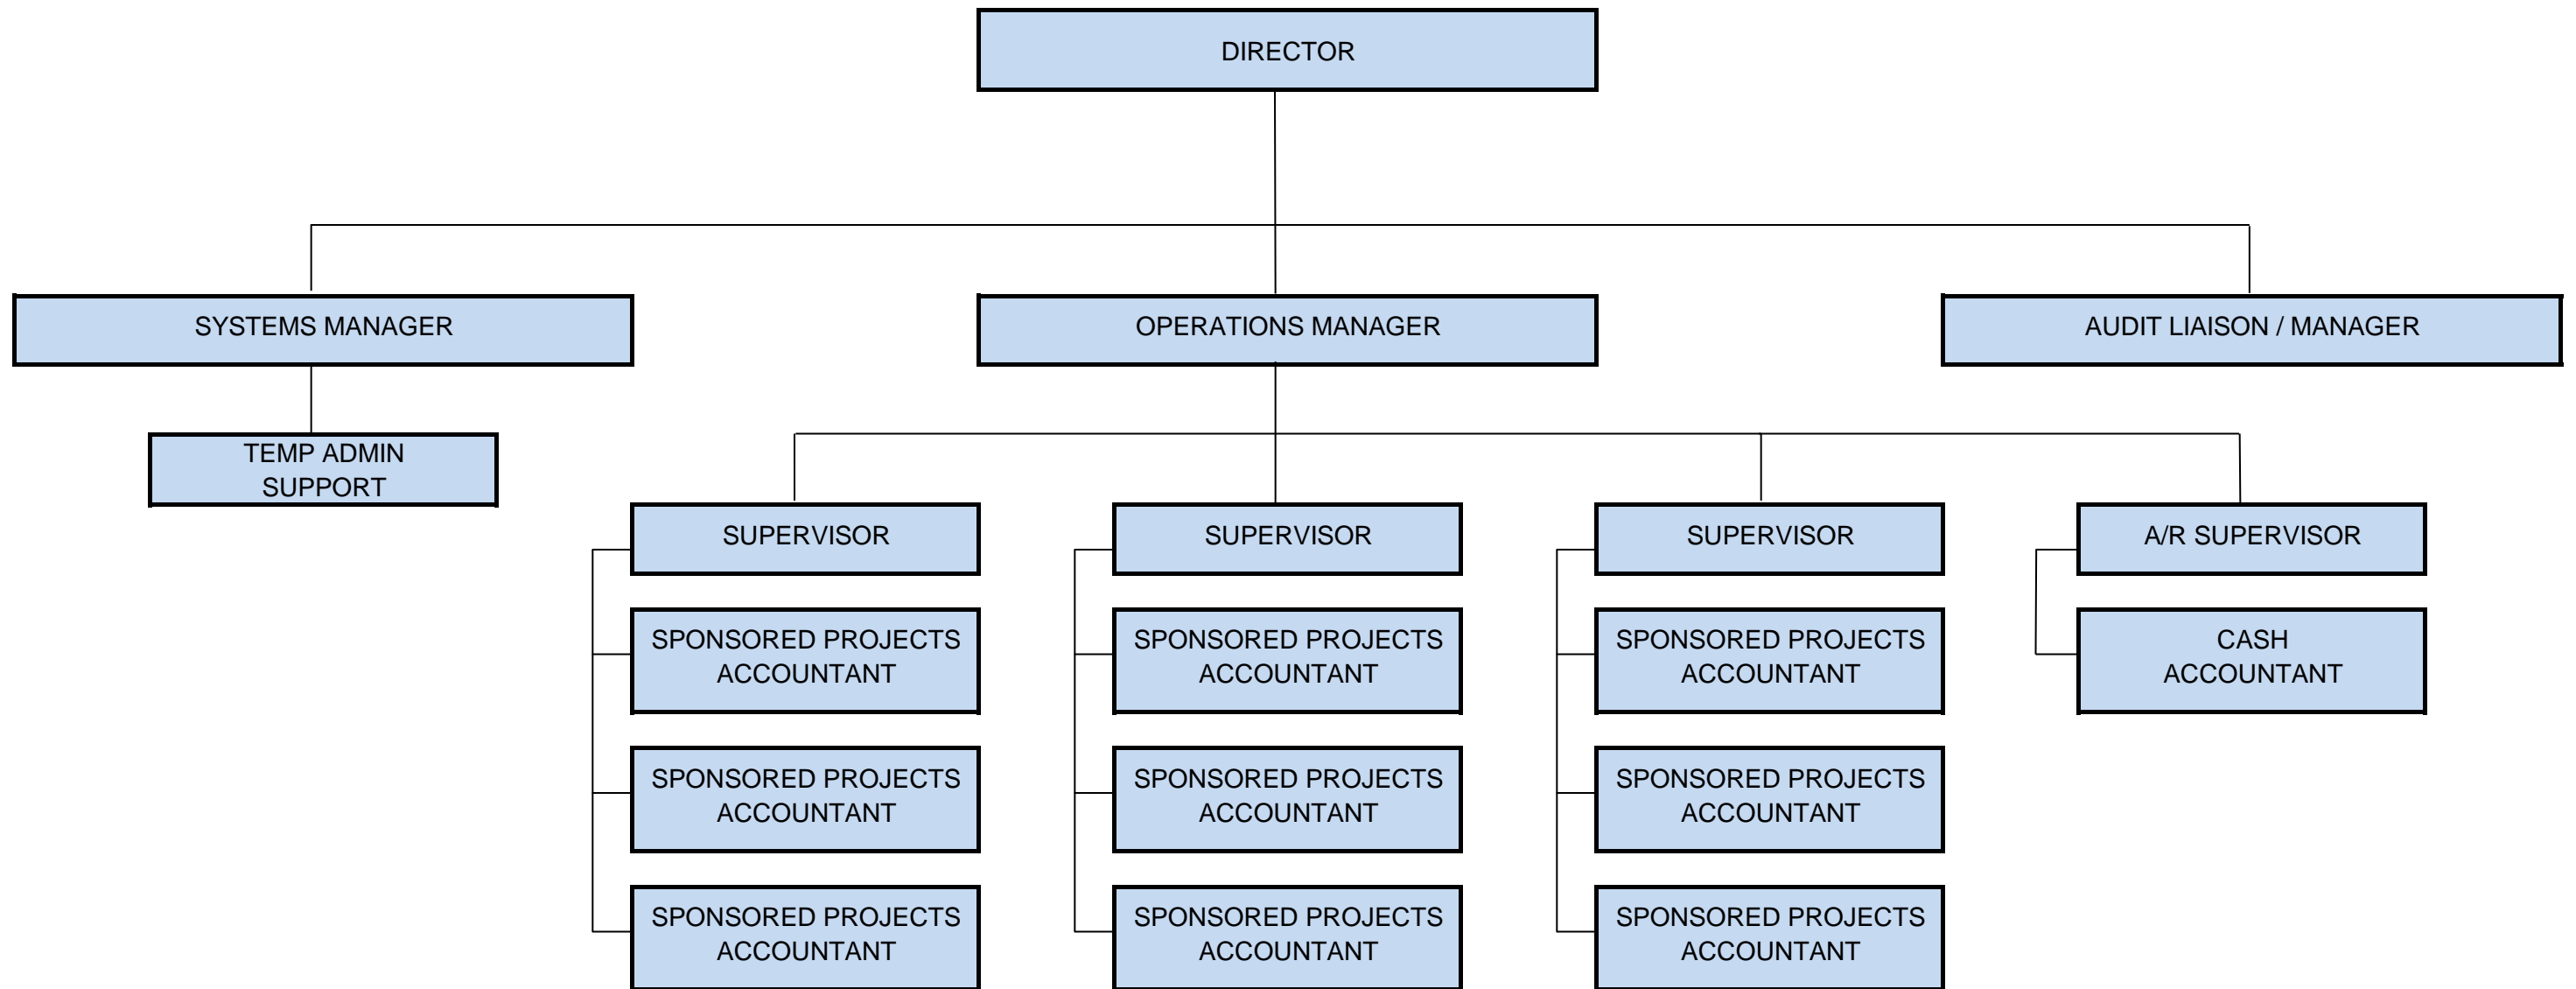 DIRECTOR
SYSTEMS MANAGER
OPERATIONS MANAGER
AUDIT LIAISON / MANAGER
TEMP ADMIN
SUPPORT
SUPERVISOR
SUPERVISOR
SUPERVISOR
A/R SUPERVISOR
SPONSORED PROJECTS
ACCOUNTANT
SPONSORED PROJECTS
ACCOUNTANT
SPONSORED PROJECTS
ACCOUNTANT
CASH
ACCOUNTANT
SPONSORED PROJECTS
ACCOUNTANT
SPONSORED PROJECTS
ACCOUNTANT
SPONSORED PROJECTS
ACCOUNTANT
SPONSORED PROJECTS
ACCOUNTANT
SPONSORED PROJECTS
ACCOUNTANT
SPONSORED PROJECTS
ACCOUNTANT